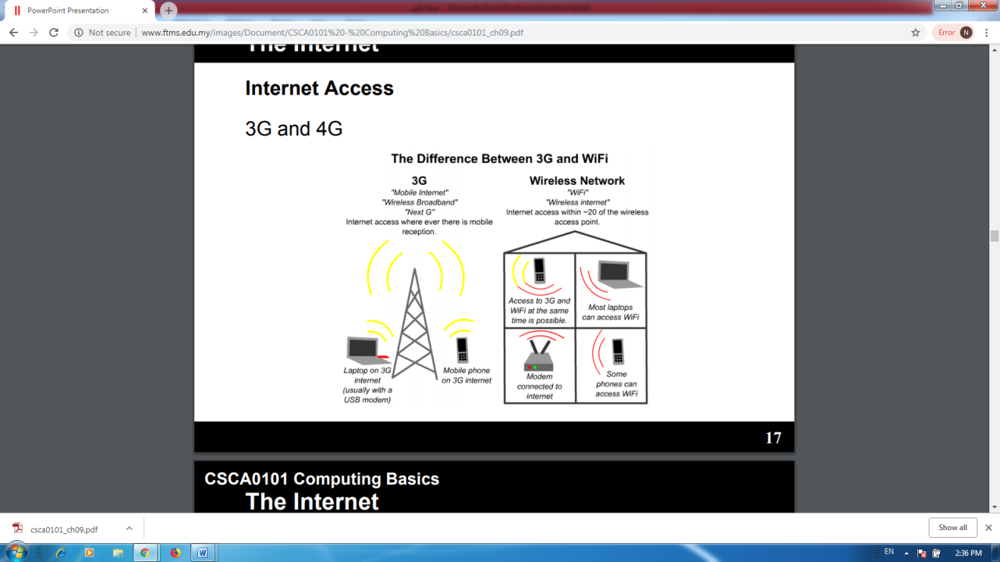 PowerPoint Presentation
Not secure
www.ftms.edu.my/images/Document/CSCA0101%20-%20Computing%20Basics/csca0101_ch09.pdf
Error
N
The Internet
Internet Access
3G and 4G
The Difference Between 3G and WiFi
3G
"Mobile Internet"
"Wireless Broadband"
"Next G"
Internet access where ever there is mobile
reception.
Wireless Network
"WiFi"
"Wireless internet"
Internet access within ~20 of the wireless
access point.
Access to 3G and
WiFi at the same
time is possible.
Most laptops
can access WiFi
Laptop on 3G
internet
(usually with a
USB modem)
Mobile phone
on 3G internet
Modem
connected to
internet
Some
phones can
access WiFi
17
CSCA0101 Computing Basics
The Internet
csca0101_ch09.pdf
Show all
EN
2:36 PM